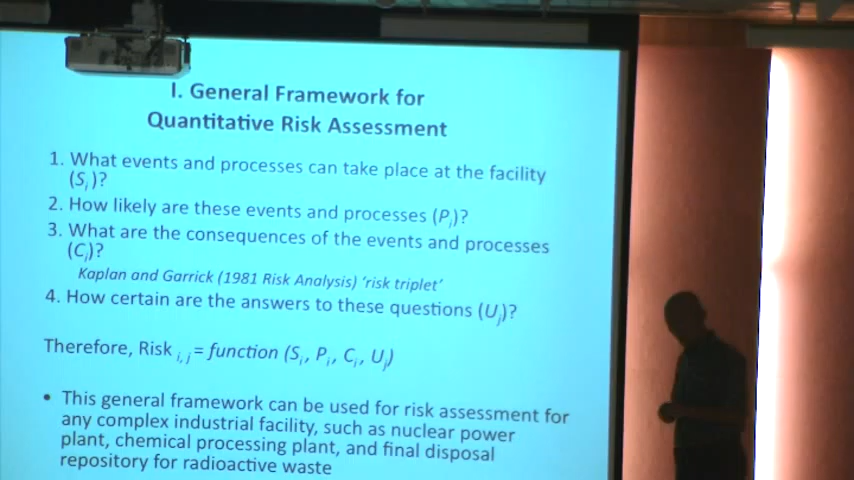 I. General Framework for
Quantitative Risk Assessment
1. What events and processes can take place at the facility
(Si )?
2. How likely are these events and processes (Pi)?
3. What are the consequences of the events and processes
(Ci)?
Kaplan and Garrick (1981 Risk Analysis) ‘risk triplet’
4. How certain are the answers to these questions (Uj)?
Therefore, Risk i, j = function (Si, Pi, Ci, Uj)
• This general framework can be used for risk assessment for
any complex industrial facility, such as nuclear power
plant, chemical processing plant, and final disposal
repository for radioactive waste